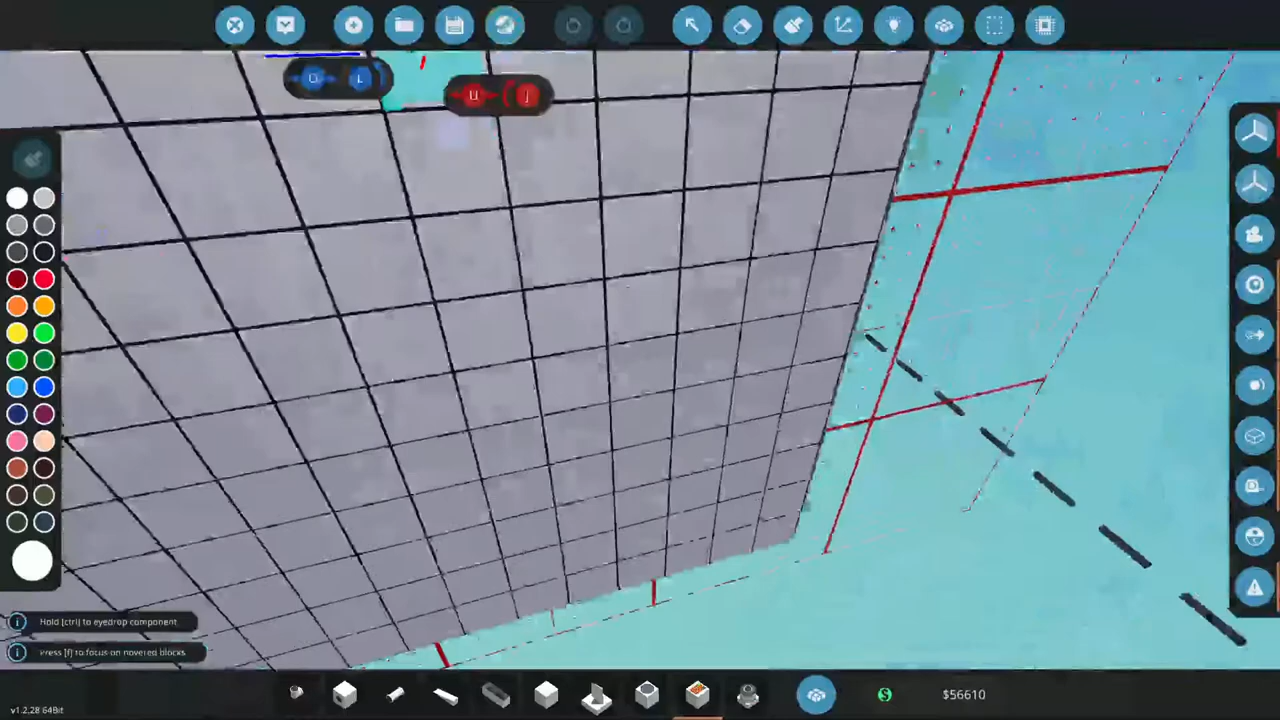 U J
Hold [ctrl] to eyedrop component
Press [f] to focus on hovered blocks
$56610
v1.2.28 64Bit